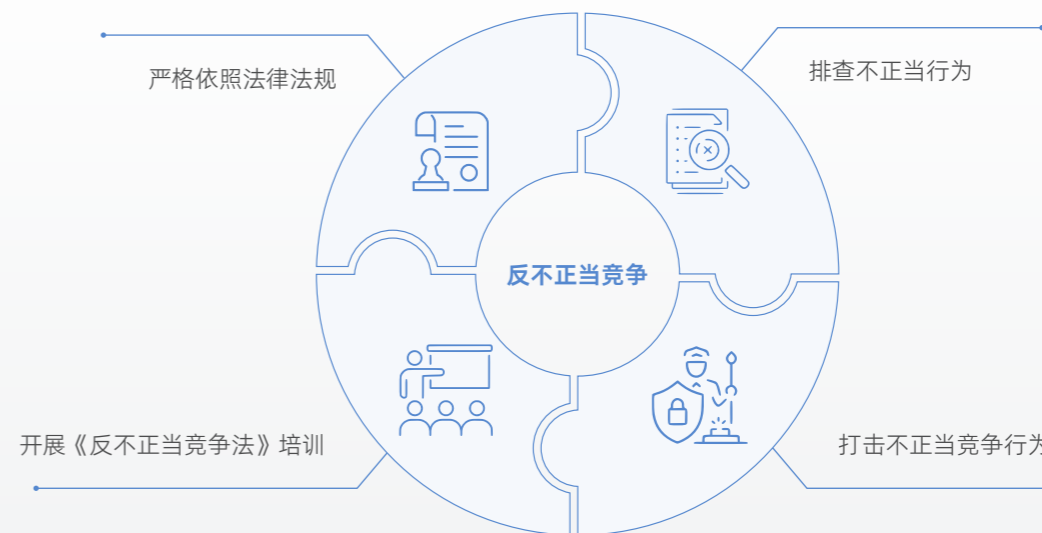 严格依照法律法规
排查不正当行为
反不正当竞争
开展《反不正当竞争法》培训
打击不正当竞争行为